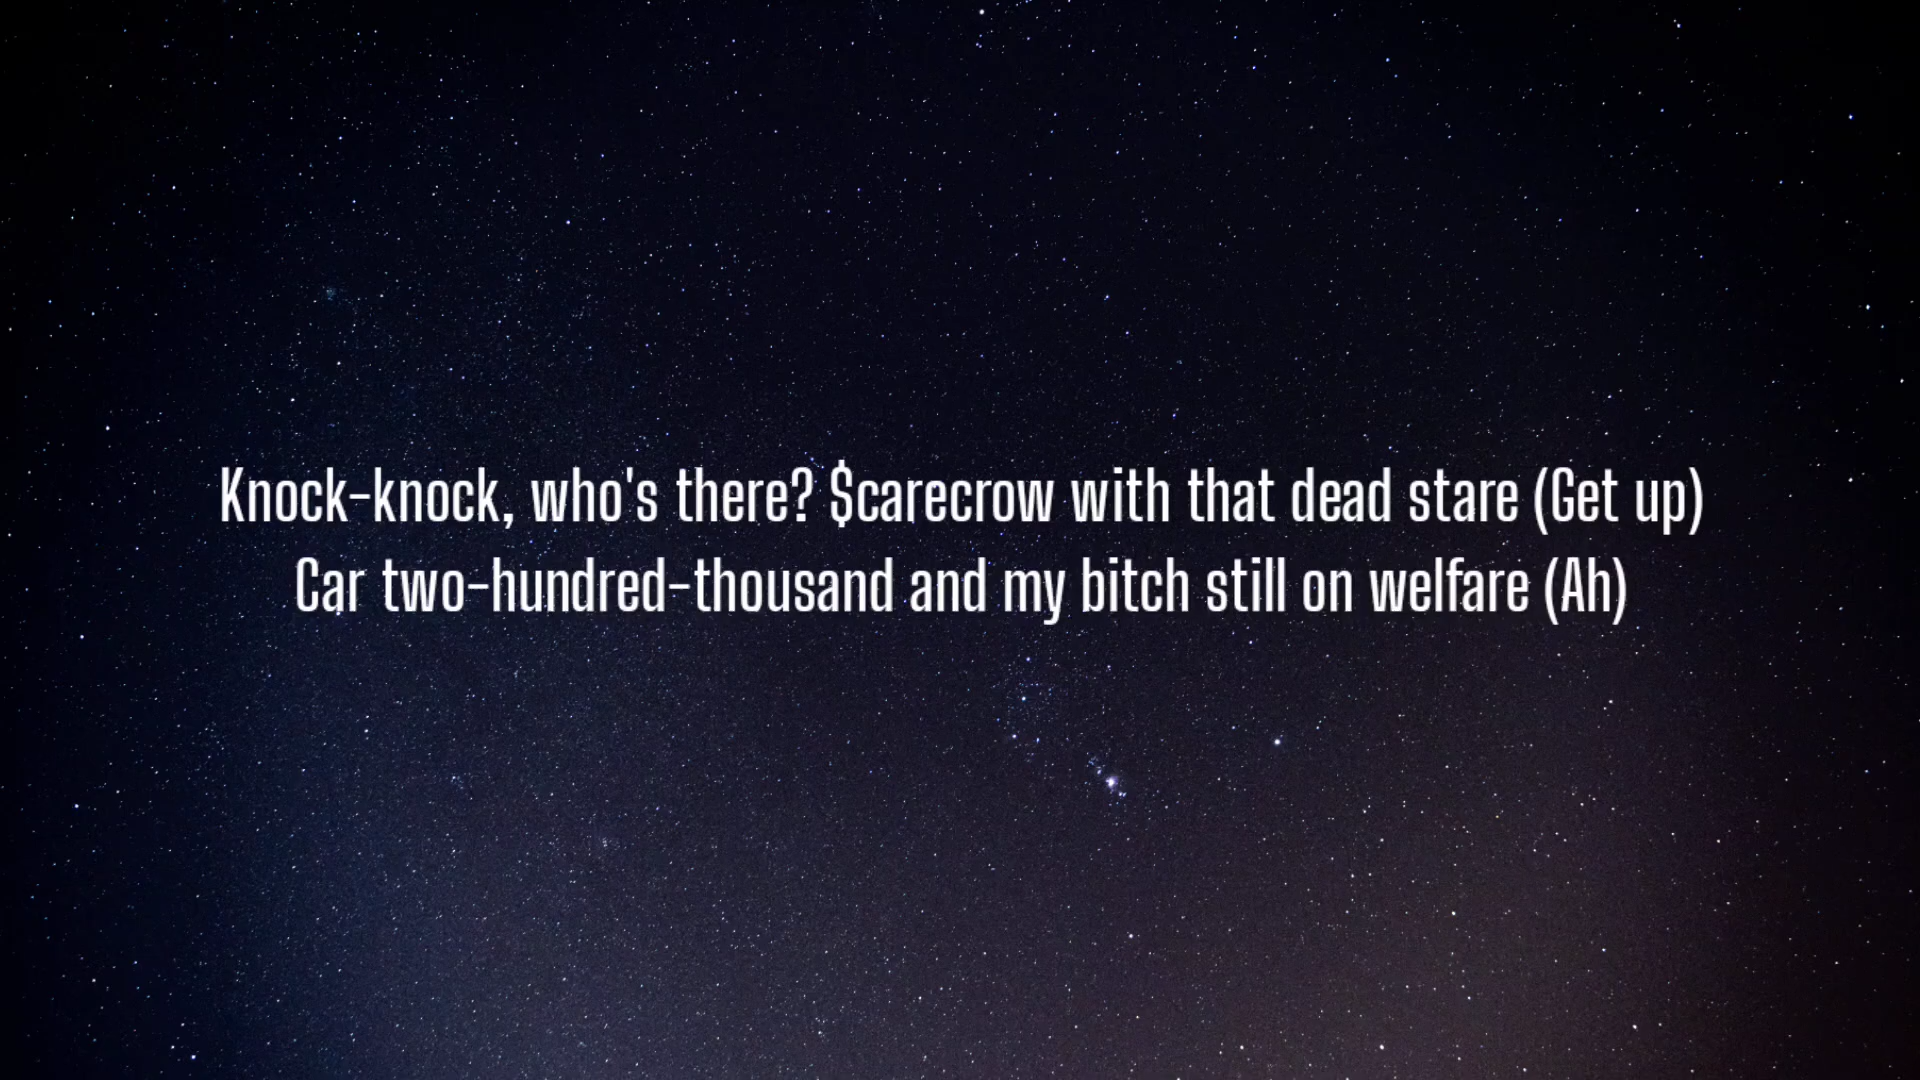 Knock-knock, who's there? $carecrow with that dead stare (Get up)
Car two-hundred-thousand and my bitch still on welfare (Ah)